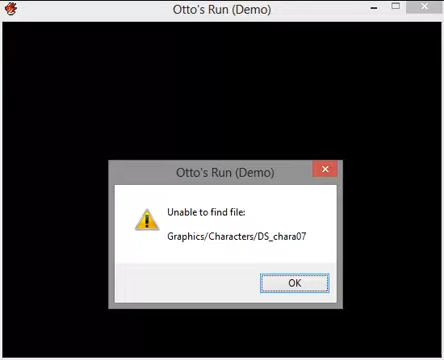 Otto's Run (Demo)
Otto's Run (Demo)
Unable to find file:
Graphics/Characters/DS_chara07
OK